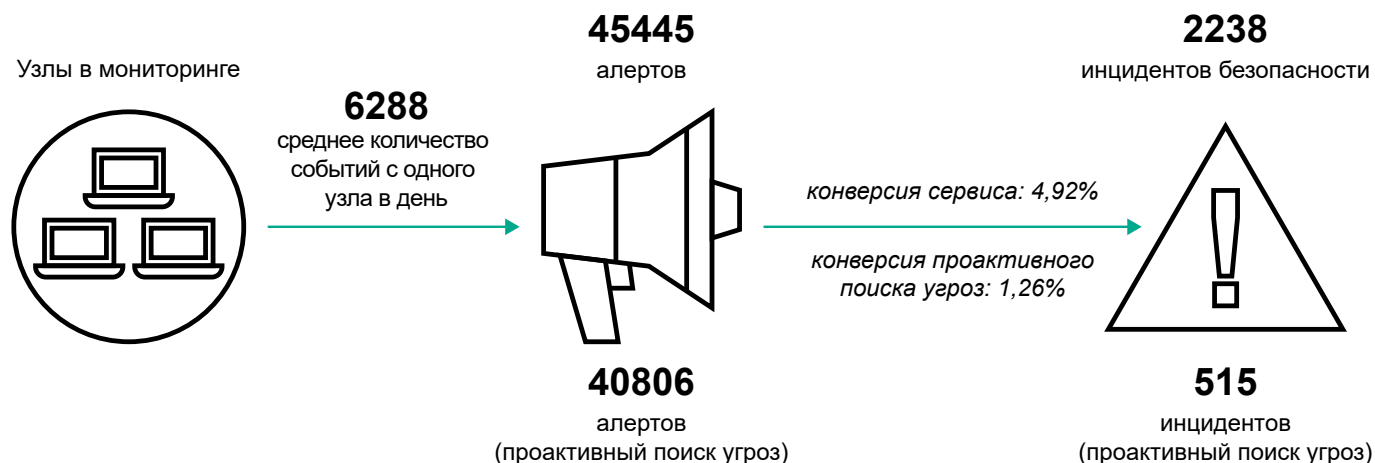 Узлы в мониторинге
6288
среднее количество
событий с одного
узла в день
45445
алертов
40806
алертов
(проактивный поиск угроз)
конверсия сервиса: 4,92%
конверсия проактивного
поиска угроз: 1,26%
2238
инцидентов безопасности
515
инцидентов
(проактивный поиск угроз)